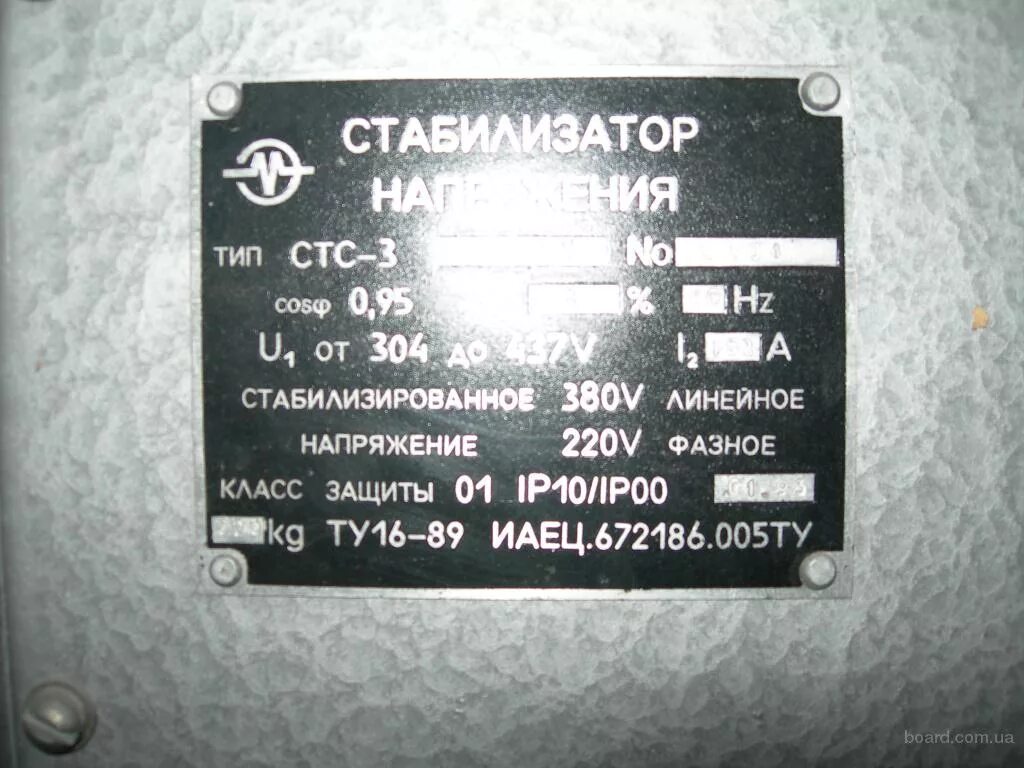 СТАБИЛИЗАТОР
НАПРЯЖЕНИЯ
ТИП СТС-3 No
cosφ 0,95 % Hz
U₁ от 304 до 437V I₂ A
СТАБИЛИЗИРОВАННОЕ 380V ЛИНЕЙНОЕ
НАПРЯЖЕНИЕ 220V ФАЗНОЕ
КЛАСС ЗАЩИТЫ 01 IP10/IP00
kg ТУ16-89 ИАЕЦ.672186.005ТУ
board.com.ua